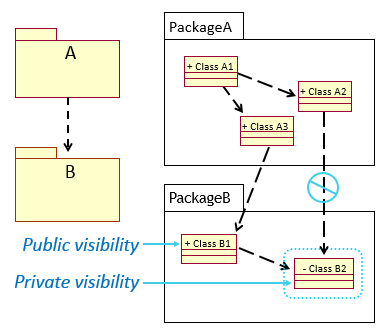 A
B
PackageA
+ Class A1
+ Class A2
+ Class A3
PackageB
Public visibility
+ Class B1
- Class B2
Private visibility